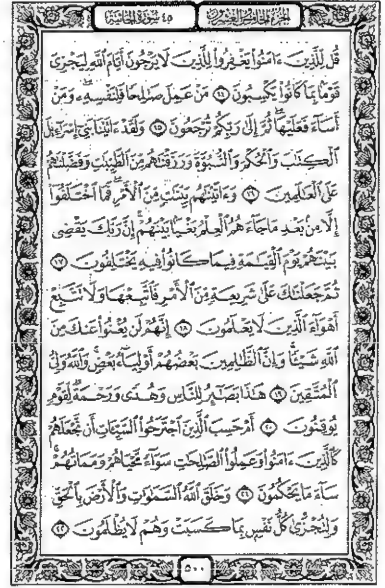 الجزء الخامس والعشرون
٤٥ سورة الجاثية
قُل لِّلَّذِينَ ءَامَنُوا۟ يَغْفِرُوا۟ لِلَّذِينَ لَا يَرْجُونَ أَيَّامَ ٱللَّهِ لِيَجْزِىَ
قَوْمًۢا بِمَا كَانُوا۟ يَكْسِبُونَ ١٤ مَنْ عَمِلَ صَٰلِحًا فَلِنَفْسِهِۦ ۖ وَمَنْ
أَسَآءَ فَعَلَيْهَا ۖ ثُمَّ إِلَىٰ رَبِّكُمْ تُرْجَعُونَ ١٥ وَلَقَدْ ءَاتَيْنَا بَنِىٓ إِسْرَٰٓءِيلَ
ٱلْكِتَٰبَ وَٱلْحُكْمَ وَٱلنُّبُوَّةَ وَرَزَقْنَٰهُم مِّنَ ٱلطَّيِّبَٰتِ وَفَضَّلْنَٰهُمْ
عَلَى ٱلْعَٰلَمِينَ ١٦ وَءَاتَيْنَٰهُم بَيِّنَٰتٍ مِّنَ ٱلْأَمْرِ ۖ فَمَا ٱخْتَلَفُوٓا۟
إِلَّا مِنۢ بَعْدِ مَا جَآءَهُمُ ٱلْعِلْمُ بَغْيًۢا بَيْنَهُمْ ۚ إِنَّ رَبَّكَ يَقْضِى
بَيْنَهُمْ يَوْمَ ٱلْقِيَٰمَةِ فِيمَا كَانُوا۟ فِيهِ يَخْتَلِفُونَ ١٧
ثُمَّ جَعَلْنَٰكَ عَلَىٰ شَرِيعَةٍ مِّنَ ٱلْأَمْرِ فَٱتَّبِعْهَا وَلَا تَتَّبِعْ
أَهْوَآءَ ٱلَّذِينَ لَا يَعْلَمُونَ ١٨ إِنَّهُمْ لَن يُغْنُوا۟ عَنكَ مِنَ
ٱللَّهِ شَيْـًٔا ۚ وَإِنَّ ٱلظَّٰلِمِينَ بَعْضُهُمْ أَوْلِيَآءُ بَعْضٍ ۖ وَٱللَّهُ وَلِىُّ
ٱلْمُتَّقِينَ ١٩ هَٰذَا بَصَٰٓئِرُ لِلنَّاسِ وَهُدًى وَرَحْمَةٌ لِّقَوْمٍ
يُوقِنُونَ ٢٠ أَمْ حَسِبَ ٱلَّذِينَ ٱجْتَرَحُوا۟ ٱلسَّيِّـَٔاتِ أَن نَّجْعَلَهُمْ
كَٱلَّذِينَ ءَامَنُوا۟ وَعَمِلُوا۟ ٱلصَّٰلِحَٰتِ سَوَآءً مَّحْيَاهُمْ وَمَمَاتُهُمْ ۚ
سَآءَ مَا يَحْكُمُونَ ٢١ وَخَلَقَ ٱللَّهُ ٱلسَّمَٰوَٰتِ وَٱلْأَرْضَ بِٱلْحَقِّ
وَلِتُجْزَىٰ كُلُّ نَفْسٍۭ بِمَا كَسَبَتْ وَهُمْ لَا يُظْلَمُونَ ٢٢
٥٠٠